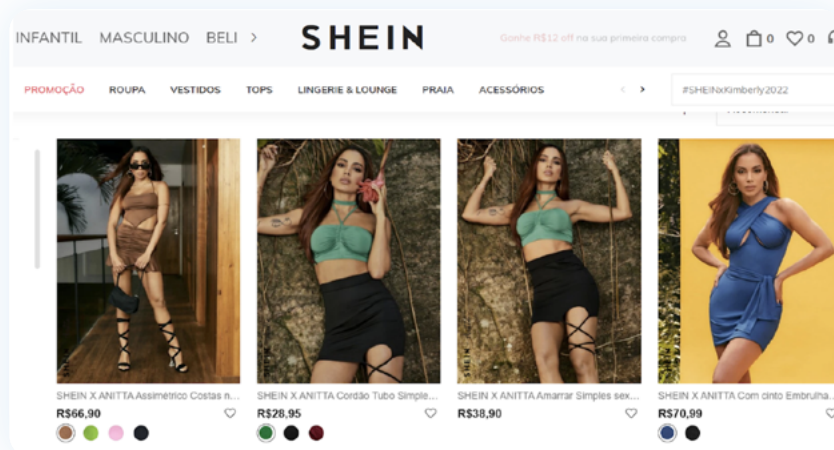 INFANTIL MASCULINO BELI >
SHEIN
Ganhe R$12 off na sua primeira compra
0
0
PROMOÇÃO ROUPA VESTIDOS TOPS LINGERIE & LOUNGE PRAIA ACESSÓRIOS
#SHEINxKimberly2022
SHEIN X ANITTA Assimetrico Costas n...
R$66,90
SHEIN X ANITTA Cordão Tubo Simple...
R$28,95
SHEIN X ANITTA Amarrar Simples sex...
R$38,90
SHEIN X ANITTA Com cinto Embrulha...
R$70,99